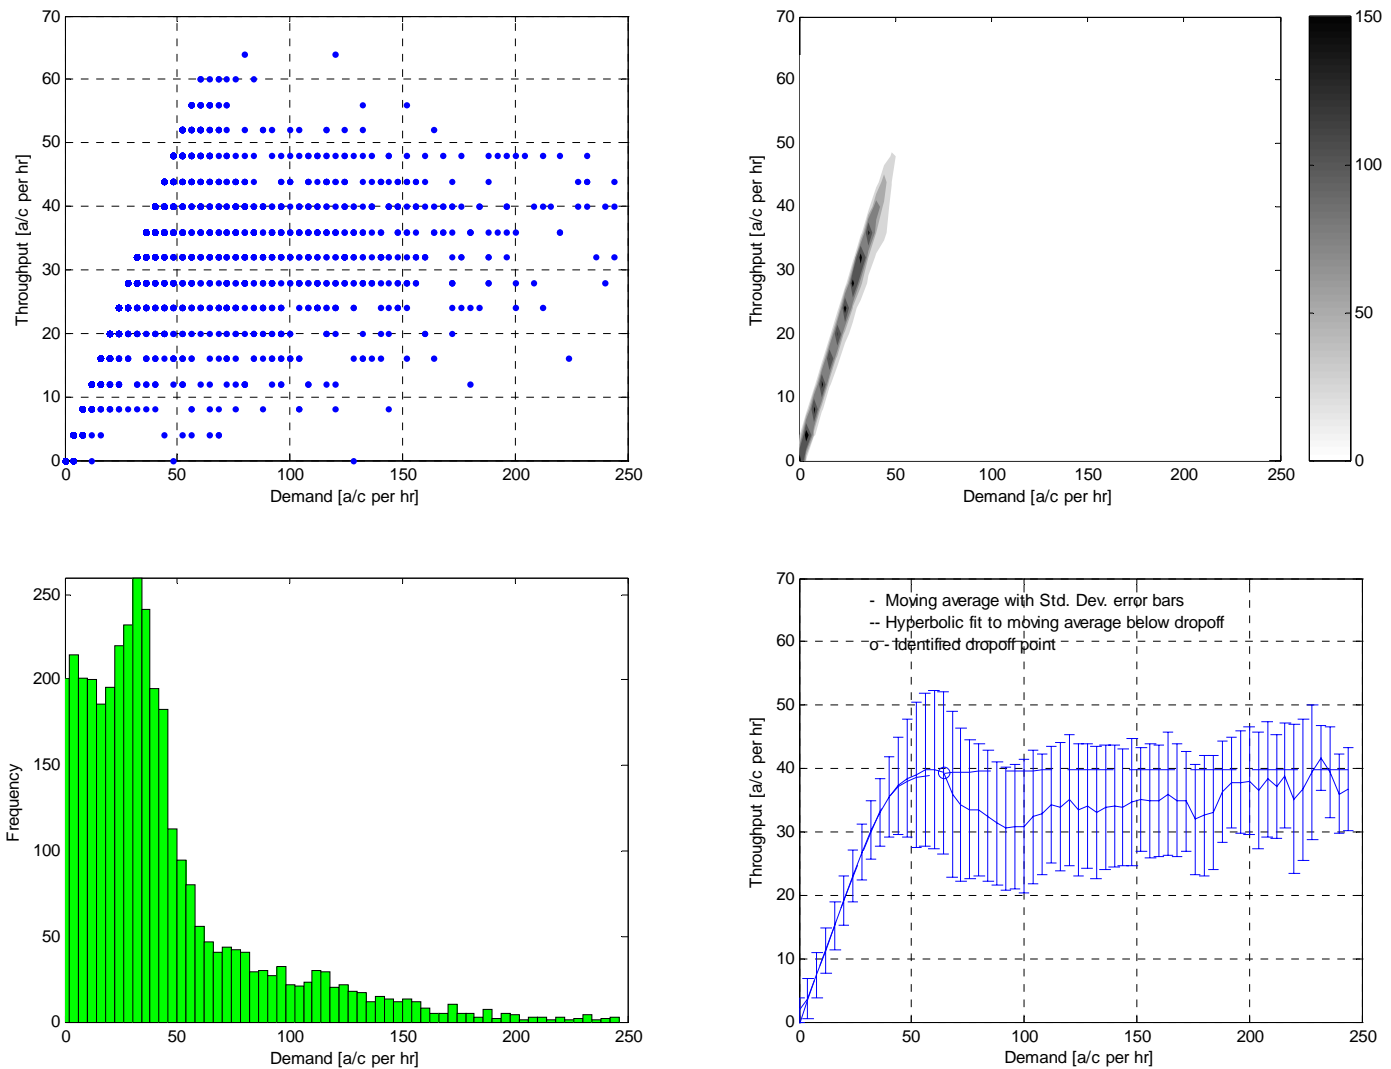 70
60
50
40
30
20
10
0
0 50 100 150 200 250
Throughput [a/c per hr]
Demand [a/c per hr]
70
60
50
40
30
20
10
0
0 50 100 150 200 250
Throughput [a/c per hr]
Demand [a/c per hr]
150
100
50
0
250
200
150
100
50
0
0 50 100 150 200 250
Frequency
Demand [a/c per hr]
70
60
50
40
30
20
10
0
0 50 100 150 200 250
Throughput [a/c per hr]
Demand [a/c per hr]
- Moving average with Std. Dev. error bars
-- Hyperbolic fit to moving average below dropoff
o - Identified dropoff point